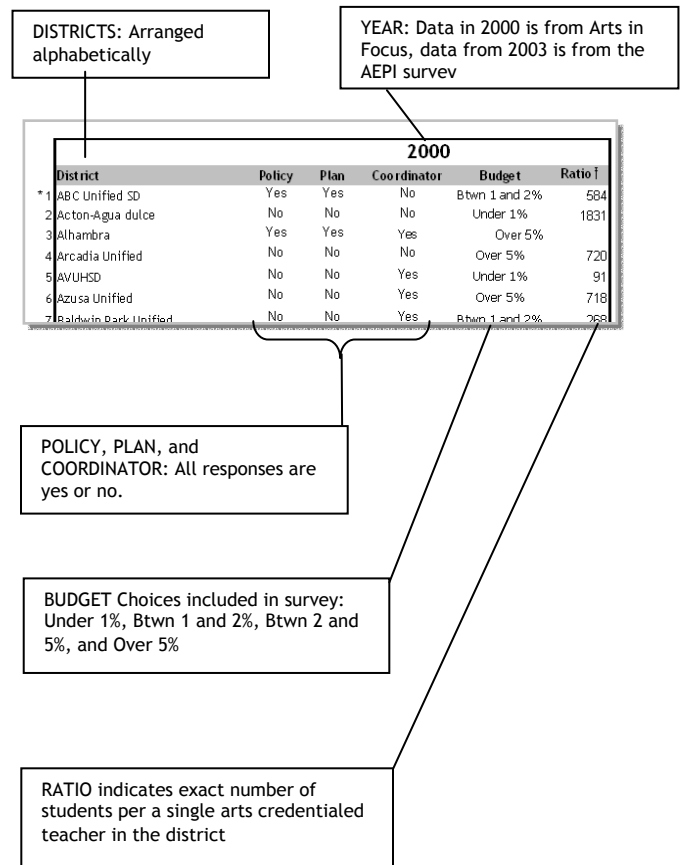 DISTRICTS: Arranged
alphabetically
YEAR: Data in 2000 is from Arts in
Focus, data from 2003 is from the
AEPI survey
2000
District Policy Plan Coordinator Budget Ratio†
*1 ABC Unified SD Yes Yes No Btwn 1 and 2% 584
2 Acton-Agua dulce No No No Under 1% 1831
3 Alhambra Yes Yes Yes Over 5%
4 Arcadia Unified No No No Over 5% 720
5 AVUHSD No No Yes Under 1% 91
6 Azusa Unified No No Yes Over 5% 718
7 Baldwin Park Unified No No Yes Btwn 1 and 2% 268
POLICY, PLAN, and
COORDINATOR: All responses are
yes or no.
BUDGET Choices included in survey:
Under 1%, Btwn 1 and 2%, Btwn 2 and
5%, and Over 5%
RATIO indicates exact number of
students per a single arts credentialed
teacher in the district